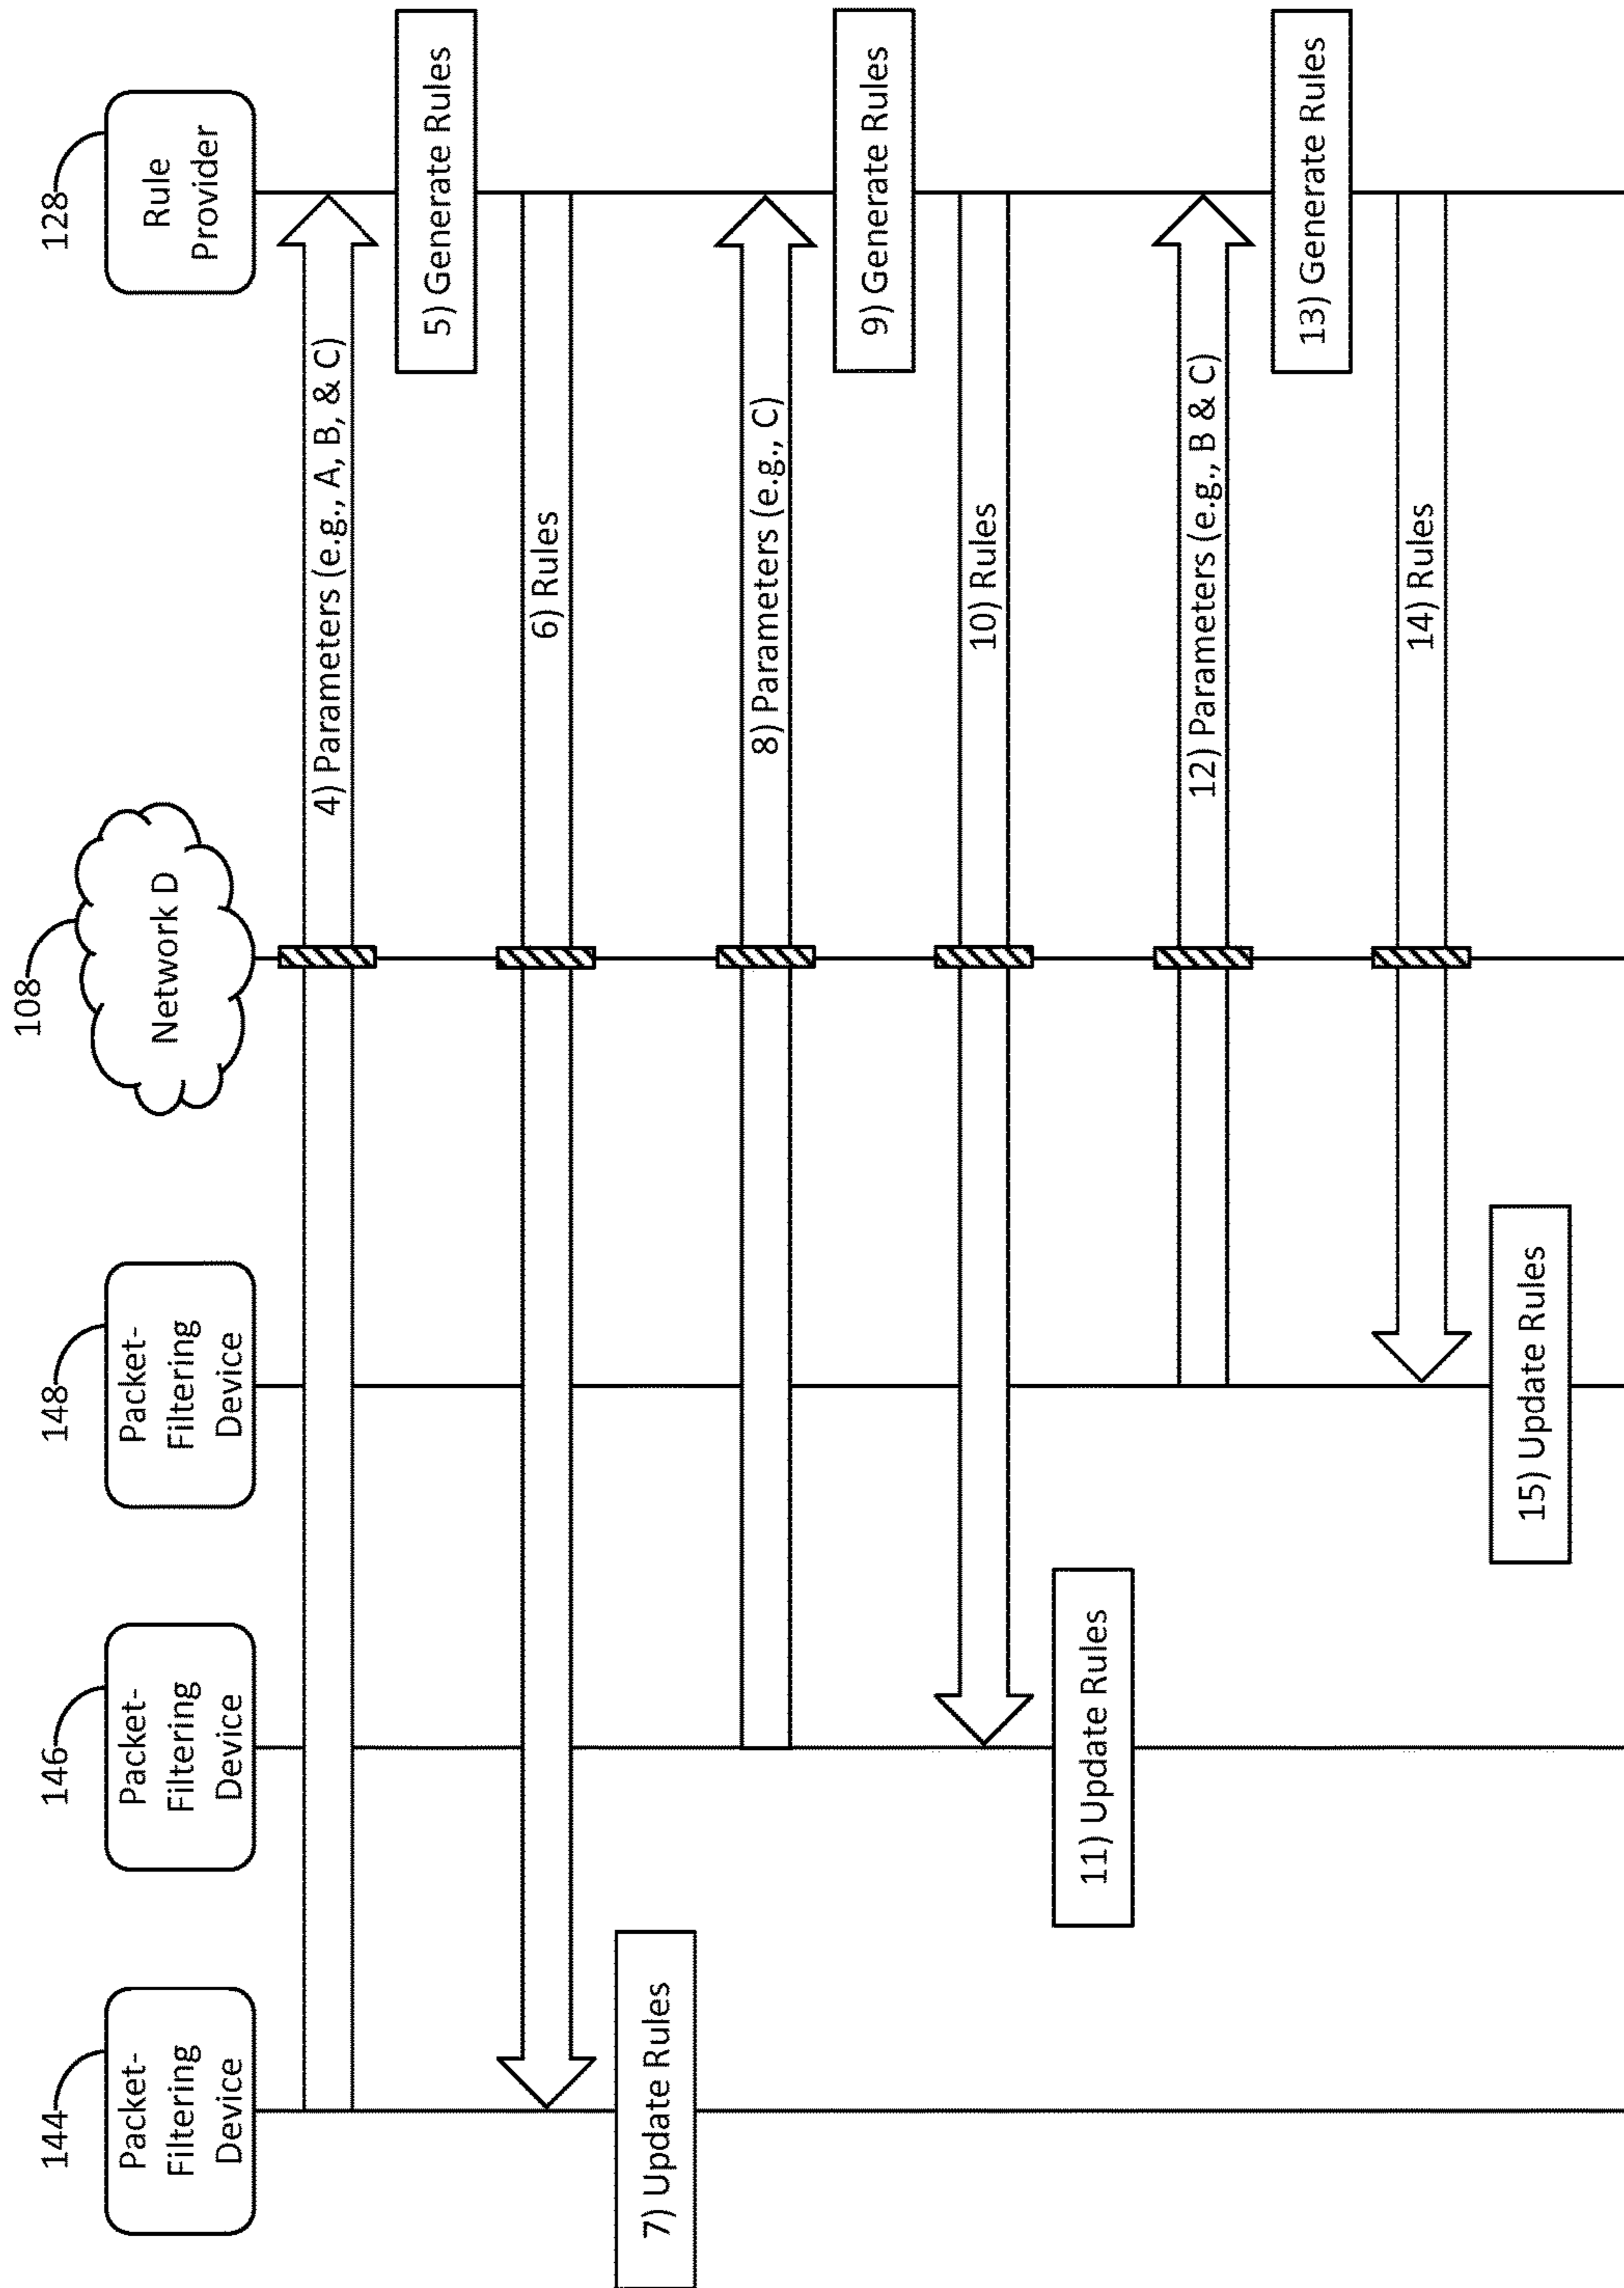 144
Packet-
Filtering
Device
146
Packet-
Filtering
Device
148
Packet-
Filtering
Device
108
Network D
128
Rule
Provider
4) Parameters (e.g., A, B, & C)
5) Generate Rules
6) Rules
7) Update Rules
8) Parameters (e.g., C)
9) Generate Rules
10) Rules
11) Update Rules
12) Parameters (e.g., B & C)
13) Generate Rules
14) Rules
15) Update Rules